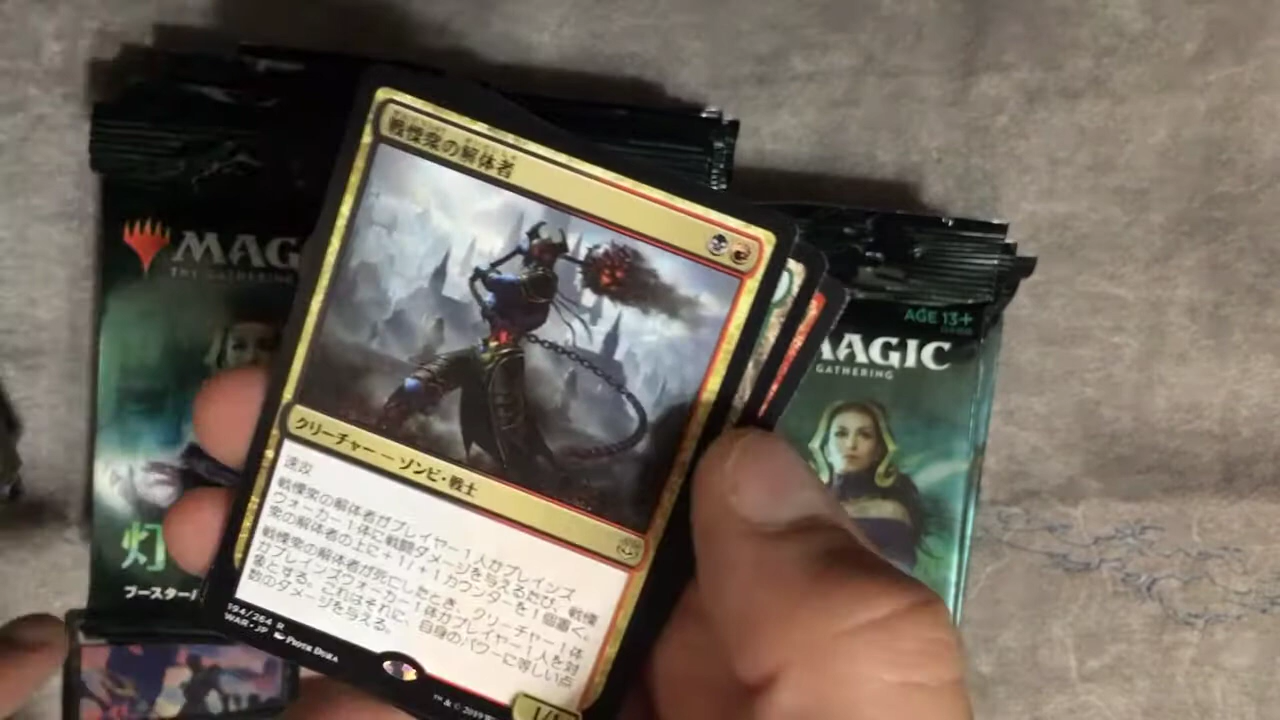 戦慄衆の解体者
クリーチャー — ゾンビ・戦士
速攻
戦慄衆の解体者がプレイヤー1人かプレインズ
ウォーカー1体に戦闘ダメージを与えるたび、戦慄
衆の解体者の上に+1/+1カウンターを1個置く。
戦慄衆の解体者が死亡したとき、クリーチャー1体
かプレインズウォーカー1体かプレイヤー1人を対
象とする。これはそれに、自身のパワーに等しい点
数のダメージを与える。
194/264 R
WAR • JP
™ & © 2019
1/1
MAG
THE GATHERING
灯
ブースター
AGE 13+
MAGIC
GATHERING